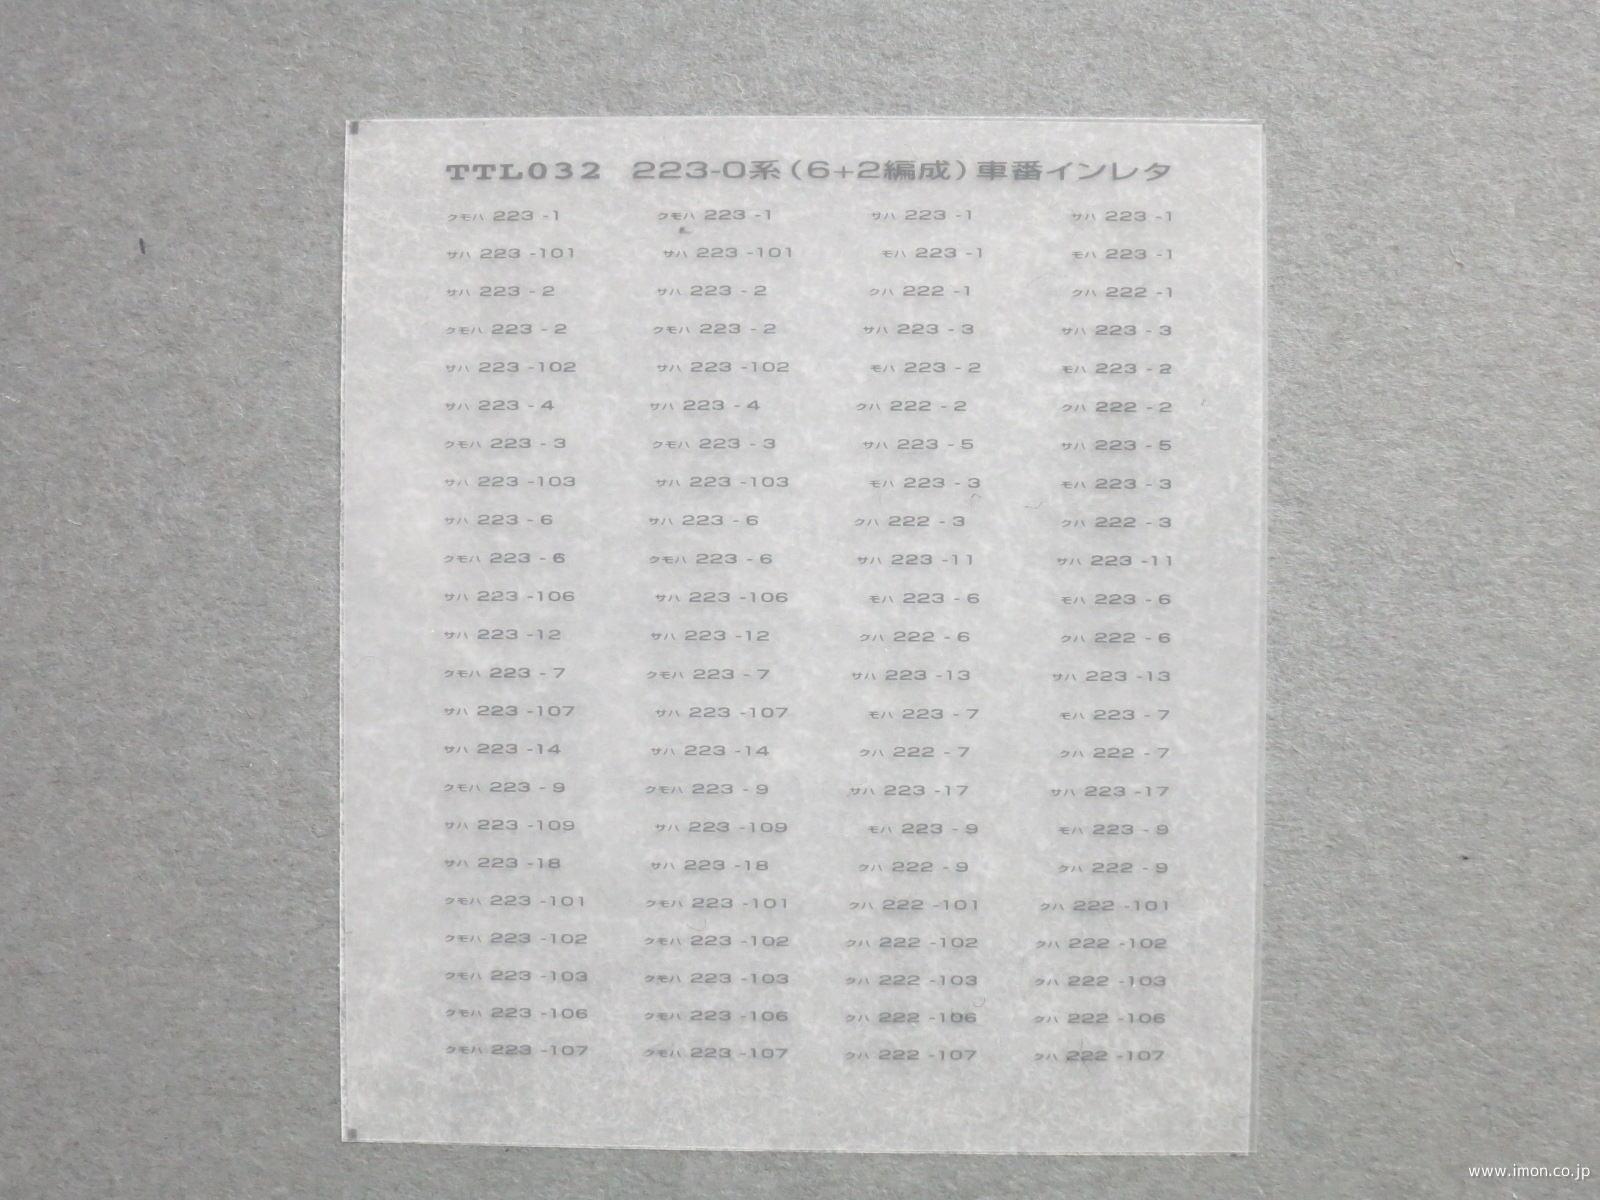 TTL032 223-0系(6+2編成)車番インレタ
クモハ 223 -1 クモハ 223 -1 サハ 223 -1 サハ 223 -1
サハ 223 -101 サハ 223 -101 モハ 223 -1 モハ 223 -1
サハ 223 - 2 サハ 223 - 2 クハ 222 -1 クハ 222 -1
クモハ 223 - 2 クモハ 223 - 2 サハ 223 - 3 サハ 223 - 3
サハ 223 -102 サハ 223 -102 モハ 223 - 2 モハ 223 - 2
サハ 223 - 4 サハ 223 - 4 クハ 222 - 2 クハ 222 - 2
クモハ 223 - 3 クモハ 223 - 3 サハ 223 - 5 サハ 223 - 5
サハ 223 -103 サハ 223 -103 モハ 223 - 3 モハ 223 - 3
サハ 223 - 6 サハ 223 - 6 クハ 222 - 3 クハ 222 - 3
クモハ 223 - 6 クモハ 223 - 6 サハ 223 -11 サハ 223 -11
サハ 223 -106 サハ 223 -106 モハ 223 - 6 モハ 223 - 6
サハ 223 -12 サハ 223 -12 クハ 222 - 6 クハ 222 - 6
クモハ 223 - 7 クモハ 223 - 7 サハ 223 -13 サハ 223 -13
サハ 223 -107 サハ 223 -107 モハ 223 - 7 モハ 223 - 7
サハ 223 -14 サハ 223 -14 クハ 222 - 7 クハ 222 - 7
クモハ 223 - 9 クモハ 223 - 9 サハ 223 -17 サハ 223 -17
サハ 223 -109 サハ 223 -109 モハ 223 - 9 モハ 223 - 9
サハ 223 -18 サハ 223 -18 クハ 222 - 9 クハ 222 - 9
クモハ 223 -101 クモハ 223 -101 クハ 222 -101 クハ 222 -101
クモハ 223 -102 クモハ 223 -102 クハ 222 -102 クハ 222 -102
クモハ 223 -103 クモハ 223 -103 クハ 222 -103 クハ 222 -103
クモハ 223 -106 クモハ 223 -106 クハ 222 -106 クハ 222 -106
クモハ 223 -107 クモハ 223 -107 クハ 222 -107 クハ 222 -107
www.imon.co.jp